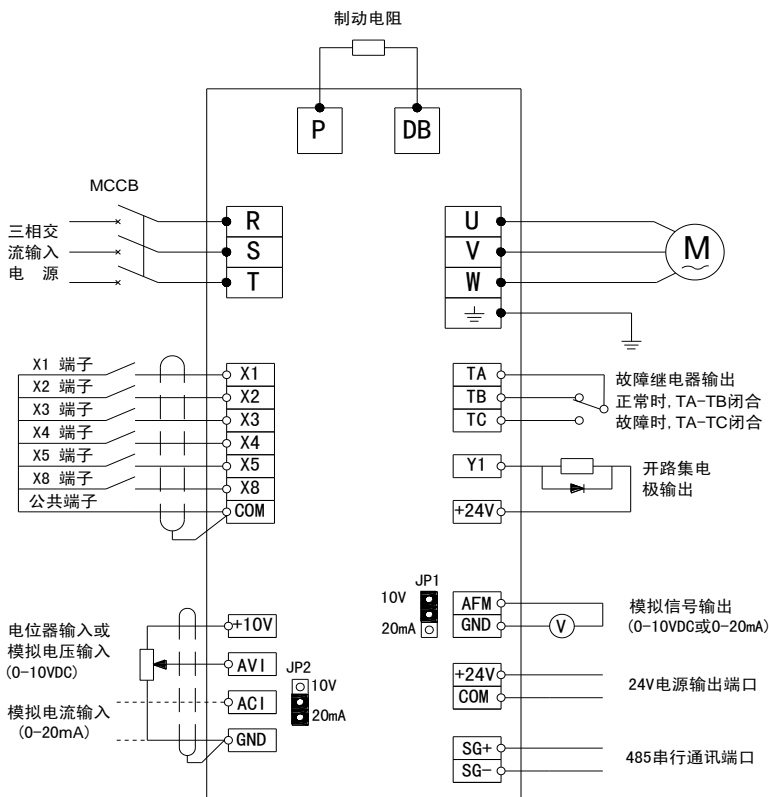 制动电阻
P
DB
MCCB
三相交
流输入
电 源
R
S
T
U
V
W
M
X1 端子
X2 端子
X3 端子
X4 端子
X5 端子
X8 端子
公共端子
X1
X2
X3
X4
X5
X8
COM
TA
TB
TC
故障继电器输出
正常时,TA-TB闭合
故障时,TA-TC闭合
Y1
+24V
开路集电
极输出
JP1
10V
20mA
AFM
GND
V
模拟信号输出
(0-10VDC或0-20mA)
电位器输入或
模拟电压输入
(0-10VDC)
模拟电流输入
(0-20mA)
+10V
AVI
ACI
GND
JP2
10V
20mA
+24V
COM
24V电源输出端口
SG+
SG-
485串行通讯端口